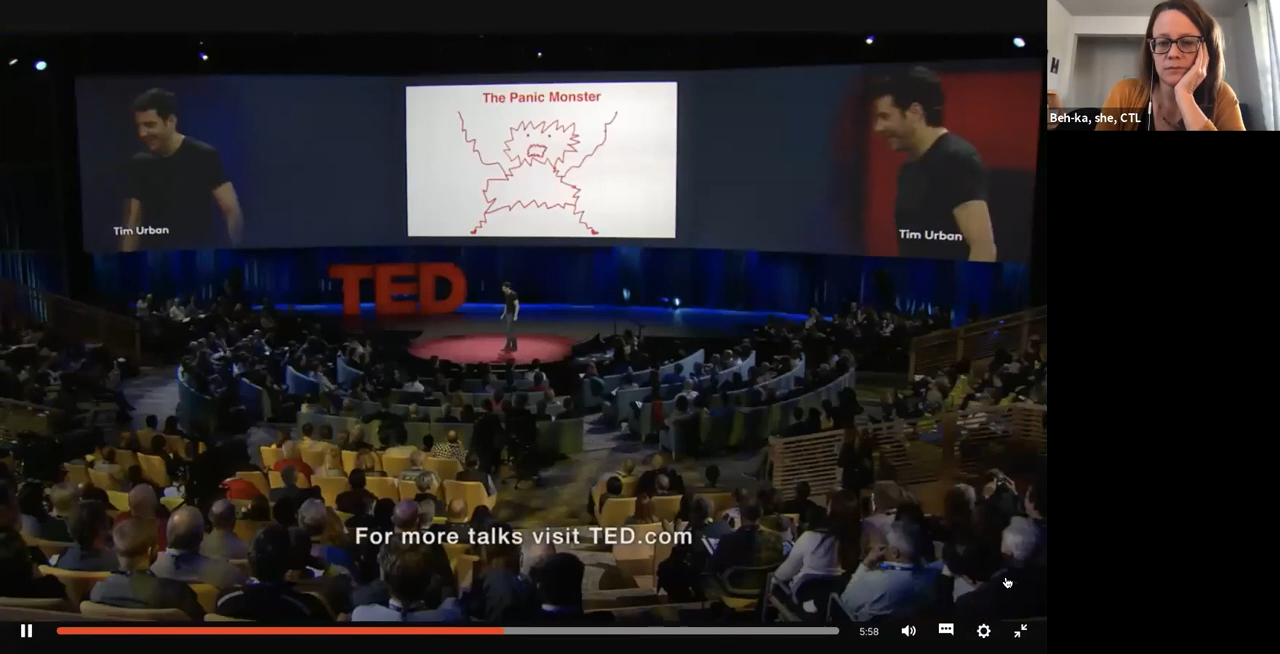 The Panic Monster
Tim Urban
Tim Urban
TED
For more talks visit TED.com
5:58
Beh-ka, she, CTL